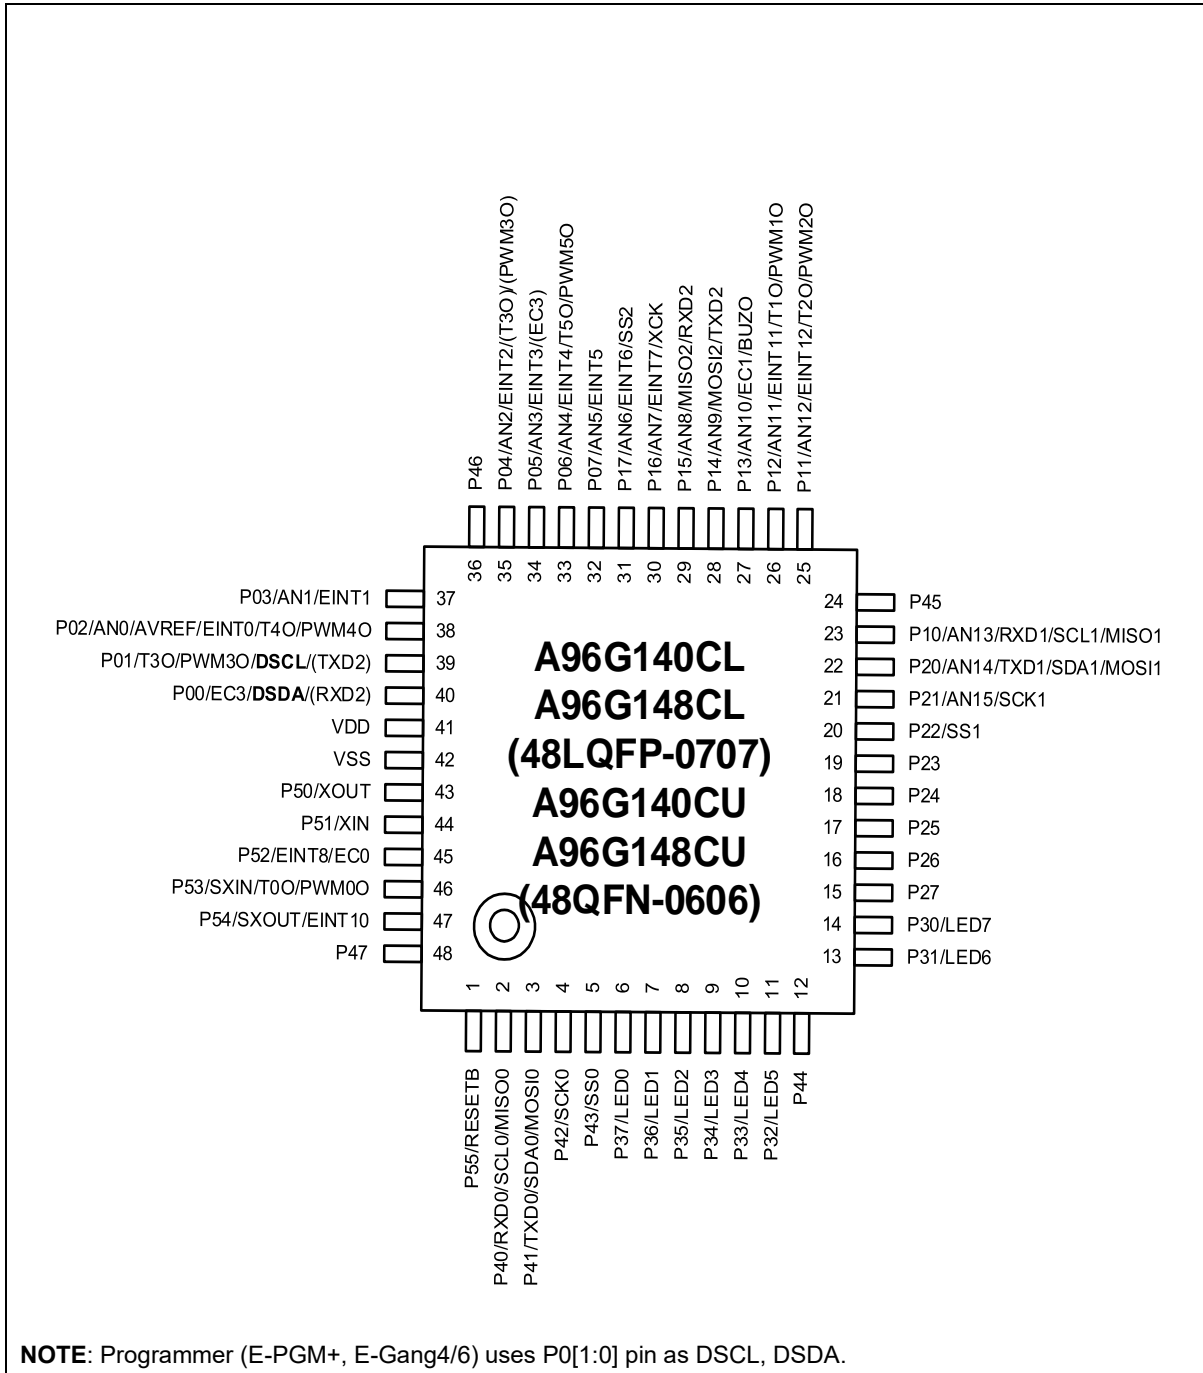 P46
P04/AN2/EINT2/(T3O)/(PWM3O)
P05/AN3/EINT3/(EC3)
P06/AN4/EINT4/T5O/PWM5O
P07/AN5/EINT5
P17/AN6/EINT6/SS2
P16/AN7/EINT7/XCK
P15/AN8/MISO2/RXD2
P14/AN9/MOSI2/TXD2
P13/AN10/EC1/BUZO
P12/AN11/EINT11/T1O/PWM1O
P11/AN12/EINT12/T2O/PWM2O
36
35
34
33
32
31
30
29
28
27
26
25
P03/AN1/EINT1 37
P02/AN0/AVREF/EINT0/T4O/PWM4O 38
P01/T3O/PWM3O/DSCL/(TXD2) 39
P00/EC3/DSDA/(RXD2) 40
VDD 41
VSS 42
P50/XOUT 43
P51/XIN 44
P52/EINT8/EC0 45
P53/SXIN/T0O/PWM0O 46
P54/SXOUT/EINT10 47
P47 48
A96G140CL
A96G148CL
(48LQFP-0707)
A96G140CU
A96G148CU
(48QFN-0606)
24 P45
23 P10/AN13/RXD1/SCL1/MISO1
22 P20/AN14/TXD1/SDA1/MOSI1
21 P21/AN15/SCK1
20 P22/SS1
19 P23
18 P24
17 P25
16 P26
15 P27
14 P30/LED7
13 P31/LED6
1
2
3
4
5
6
7
8
9
10
11
12
P55/RESETB
P40/RXD0/SCL0/MISO0
P41/TXD0/SDA0/MOSI0
P42/SCK0
P43/SS0
P37/LED0
P36/LED1
P35/LED2
P34/LED3
P33/LED4
P32/LED5
P44
NOTE: Programmer (E-PGM+, E-Gang4/6) uses P0[1:0] pin as DSCL, DSDA.